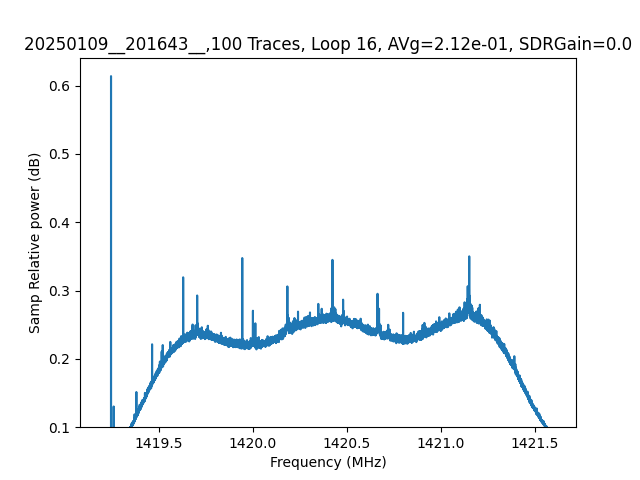 20250109__201643__,100 Traces, Loop 16, AVg=2.12e-01, SDRGain=0.0
Samp Relative power (dB)
0.6
0.5
0.4
0.3
0.2
0.1
1419.5 1420.0 1420.5 1421.0 1421.5
Frequency (MHz)